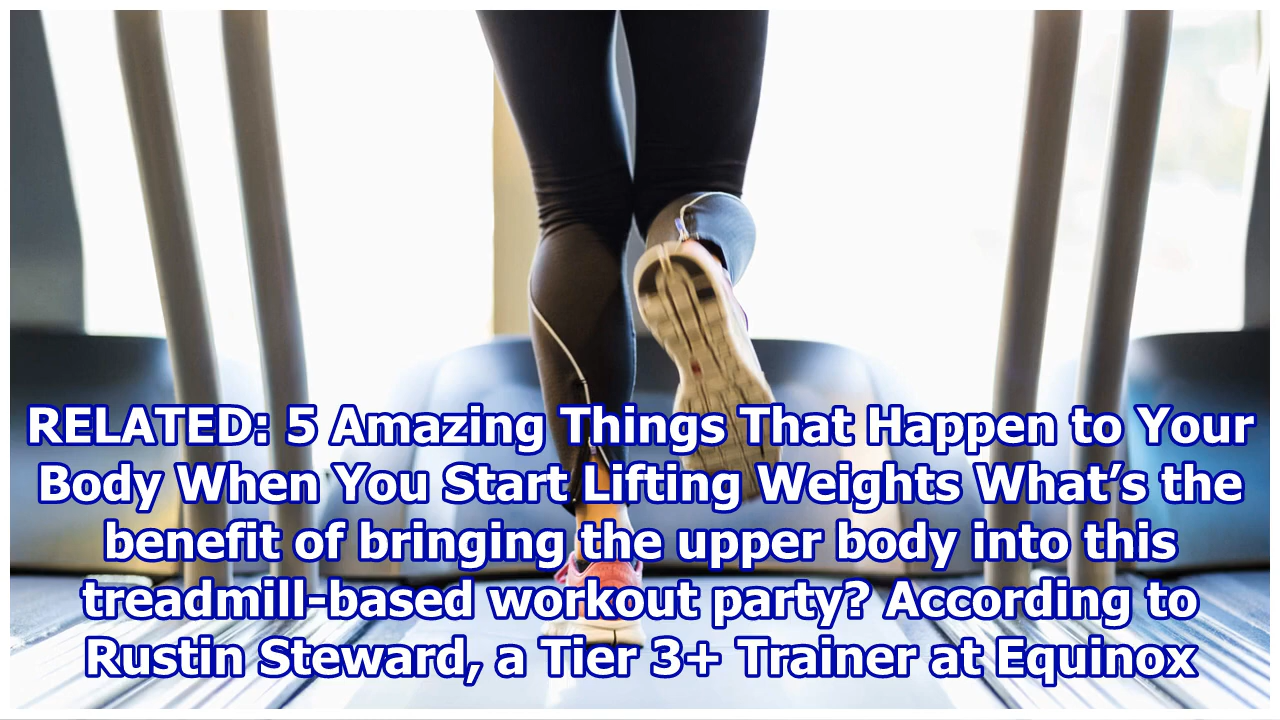 RELATED: 5 Amazing Things That Happen to Your
Body When You Start Lifting Weights What’s the
benefit of bringing the upper body into this
treadmill-based workout party? According to
Rustin Steward, a Tier 3+ Trainer at Equinox